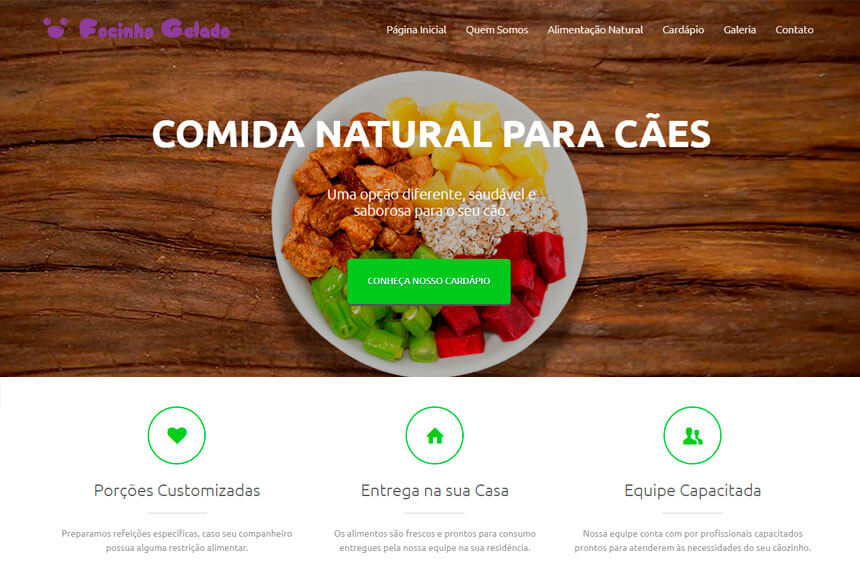 Focinho Gelado
Página Inicial Quem Somos Alimentação Natural Cardápio Galeria Contato
COMIDA NATURAL PARA CÃES
Uma opção diferente, saudável e
saborosa para o seu cão.
CONHEÇA NOSSO CARDÁPIO
Porções Customizadas
Preparamos refeições específicas, caso seu companheiro
possua alguma restrição alimentar.
Entrega na sua Casa
Os alimentos são frescos e prontos para consumo
entregues pela nossa equipe na sua residência.
Equipe Capacitada
Nossa equipe conta com por profissionais capacitados
prontos para atenderem às necessidades do seu cãozinho.